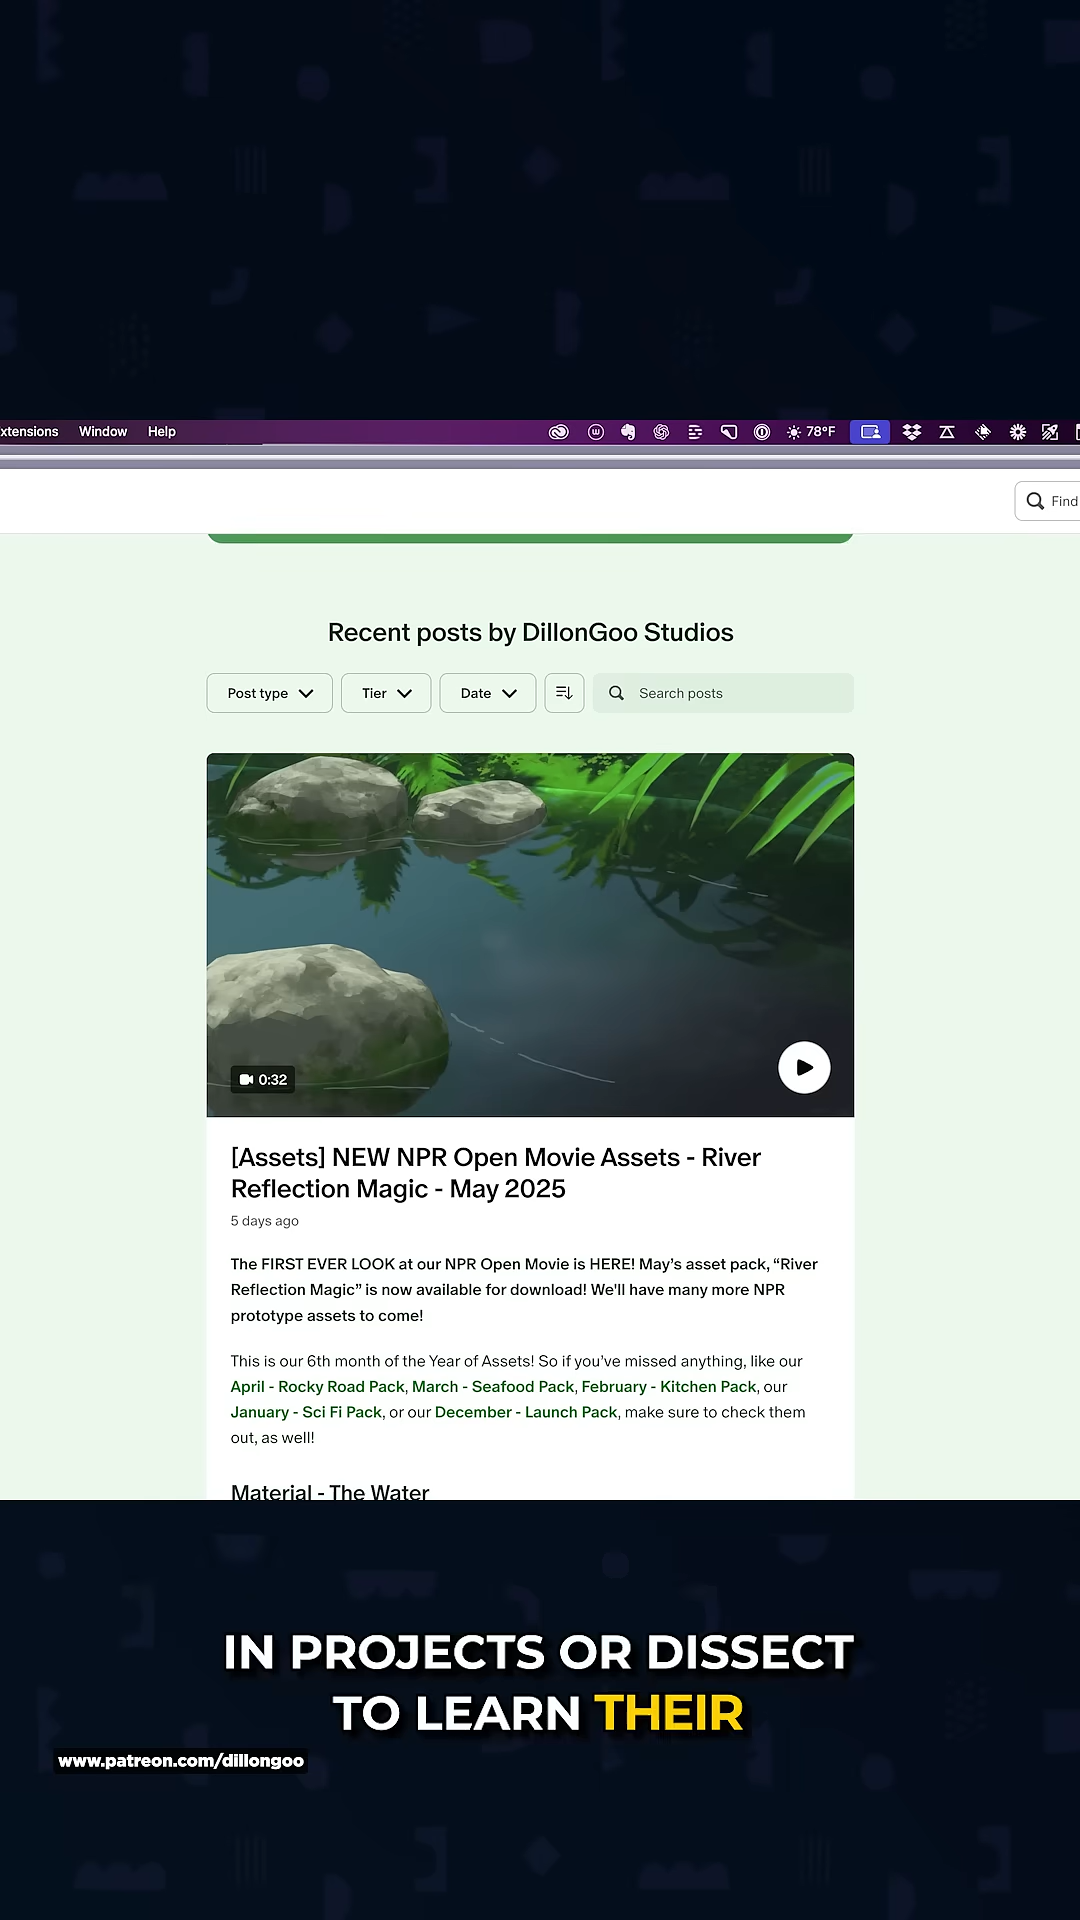 xtensions Window Help 78°F
Find
Recent posts by DillonGoo Studios
Post type Tier Date Search posts
0:32
[Assets] NEW NPR Open Movie Assets - River
Reflection Magic - May 2025
5 days ago
The FIRST EVER LOOK at our NPR Open Movie is HERE! May’s asset pack, “River
Reflection Magic” is now available for download! We'll have many more NPR
prototype assets to come!
This is our 6th month of the Year of Assets! So if you’ve missed anything, like our
April - Rocky Road Pack, March - Seafood Pack, February - Kitchen Pack, our
January - Sci Fi Pack, or our December - Launch Pack, make sure to check them
out, as well!
Material - The Water
IN PROJECTS OR DISSECT
TO LEARN THEIR
www.patreon.com/dillongoo